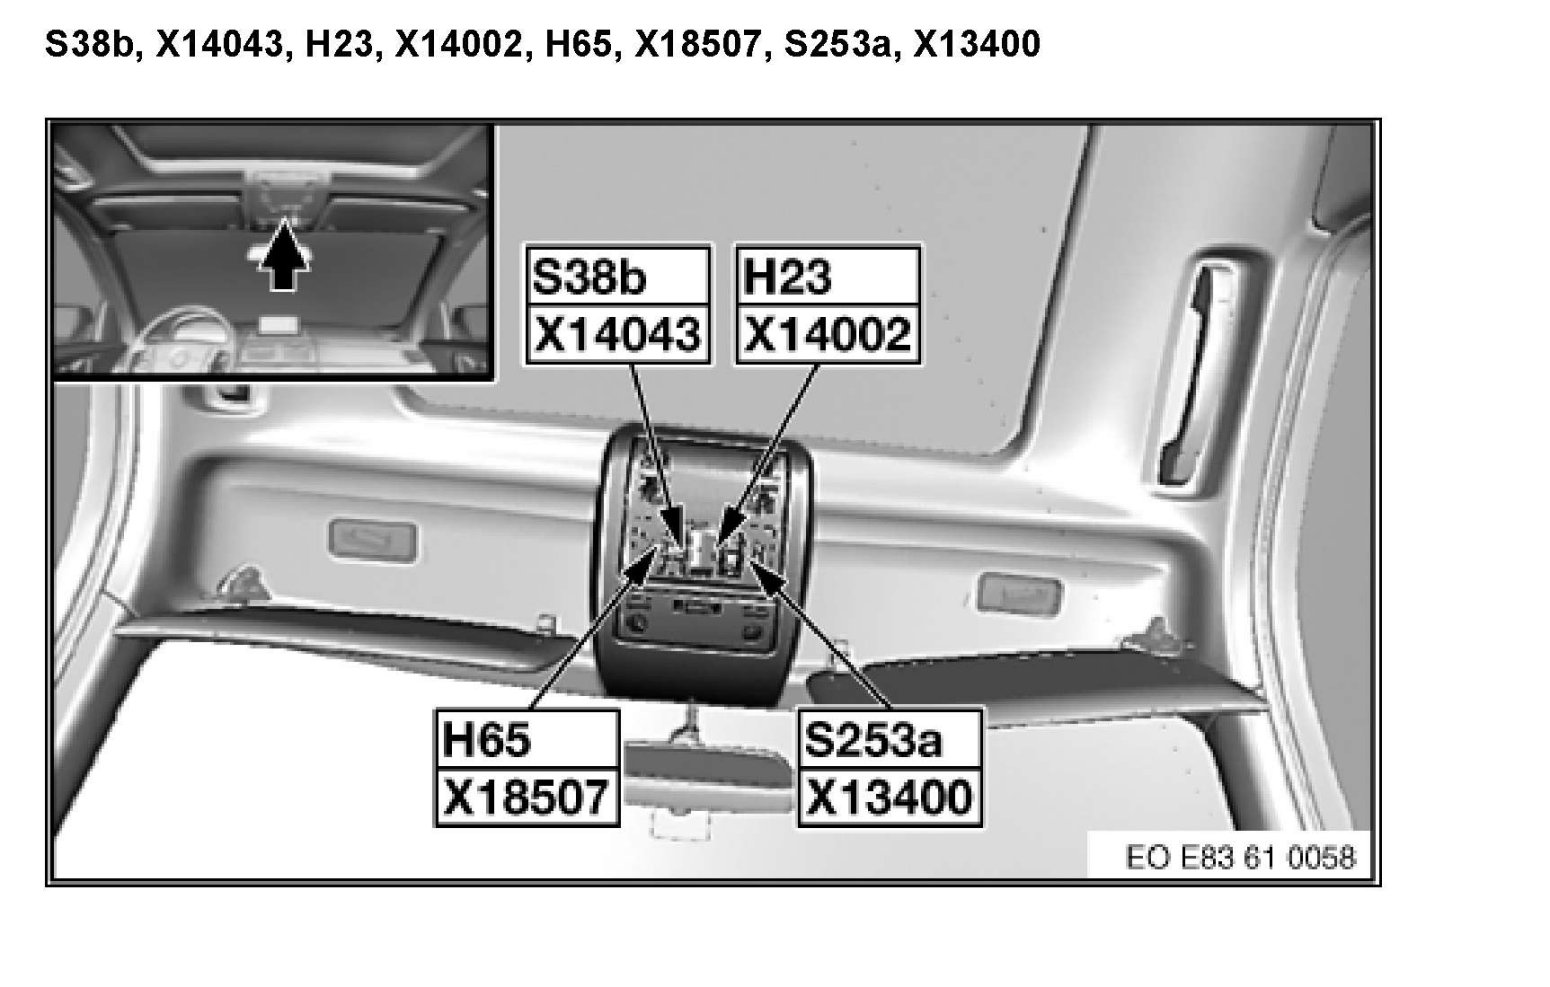 S38b, X14043, H23, X14002, H65, X18507, S253a, X13400
S38b
X14043
H23
X14002
H65
X18507
S253a
X13400
EO E83 61 0058